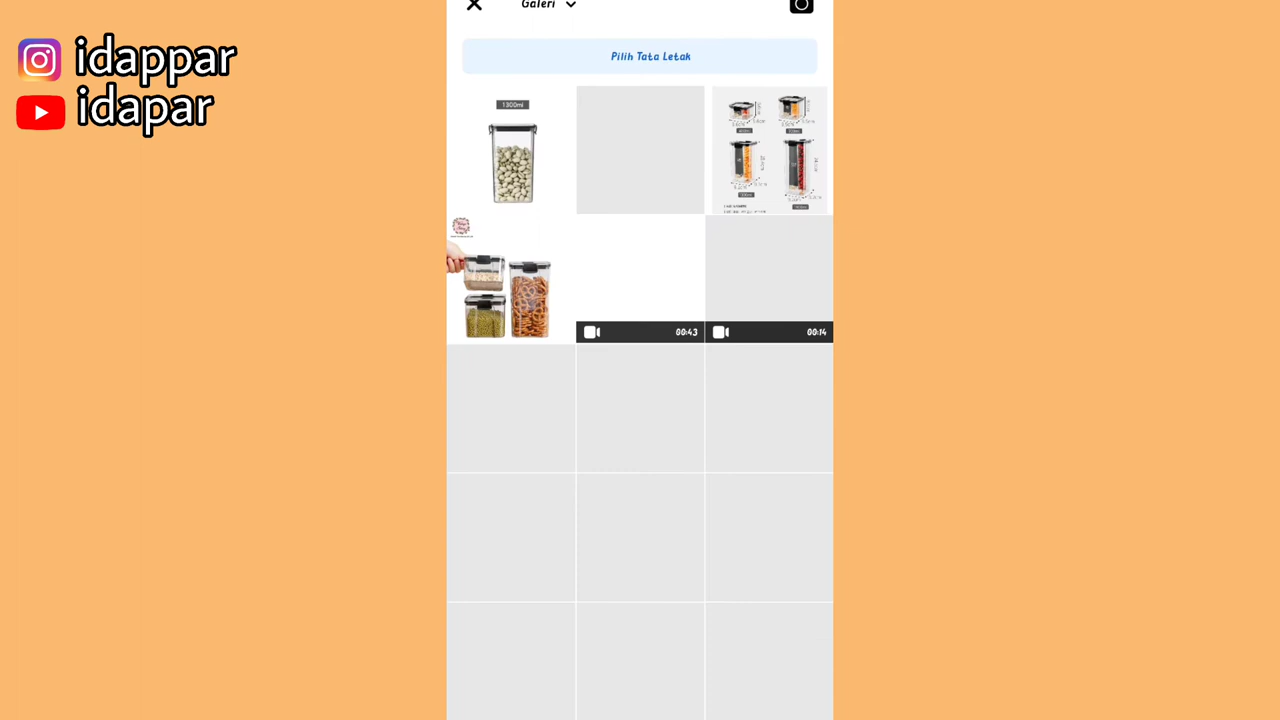 idappar
idapar
Galeri
Pilih Tata Letak
1300ml
00:43
00:14